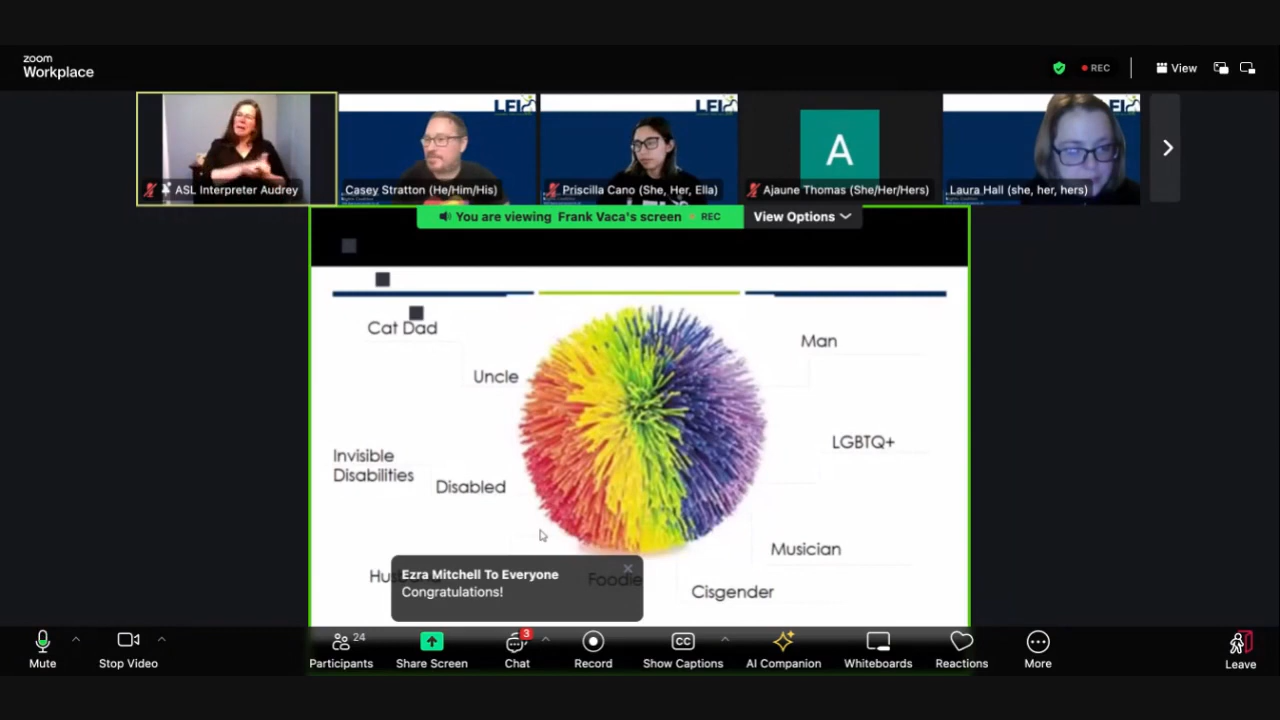 zoom
Workplace
REC
View
LEI
LEI
LEI
ASL Interpreter Audrey
Casey Stratton (He/Him/His)
Priscilla Cano (She, Her, Ella)
A
Ajaune Thomas (She/Her/Hers)
Laura Hall (she, her, hers)
You are viewing Frank Vaca's screen
REC
View Options
Cat Dad
Man
Uncle
LGBTQ+
Invisible
Disabilities
Disabled
Musician
Husband
Foodie
Cisgender
Ezra Mitchell To Everyone
Congratulations!
Mute
Stop Video
24
Participants
Share Screen
3
Chat
Record
CC
Show Captions
AI Companion
Whiteboards
Reactions
More
Leave